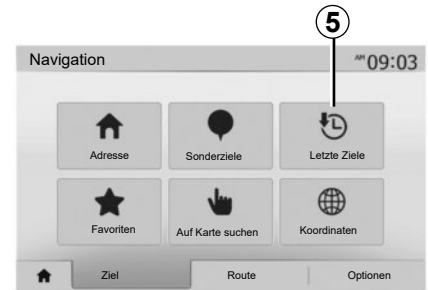 5
Navigation AM 09:03
Adresse Sonderziele Letzte Ziele
Favoriten Auf Karte suchen Koordinaten
Ziel Route Optionen